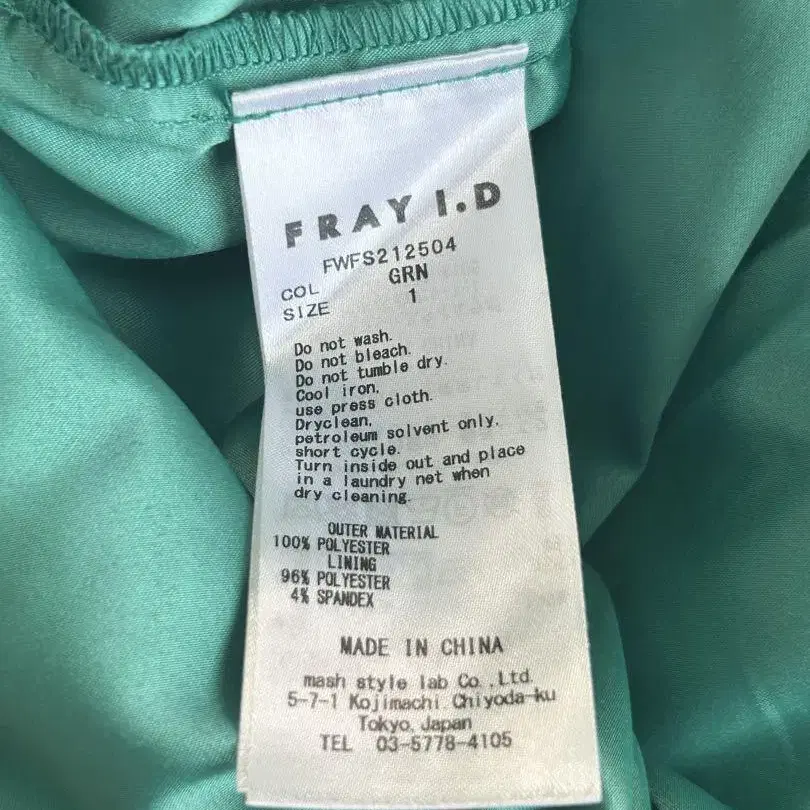 FRAY I.D
FWFS212504
COL GRN
SIZE 1
Do not wash.
Do not bleach.
Do not tumble dry.
Cool iron.
use press cloth.
Dryclean,
petroleum solvent only.
short cycle.
Turn inside out and place
in a laundry net when
dry cleaning.
OUTER MATERIAL
100% POLYESTER
LINING
96% POLYESTER
4% SPANDEX
MADE IN CHINA
mash style lab Co.,Ltd.
5-7-1 Kojimachi Chiyoda-ku
Tokyo.Japan
TEL 03-5778-4105